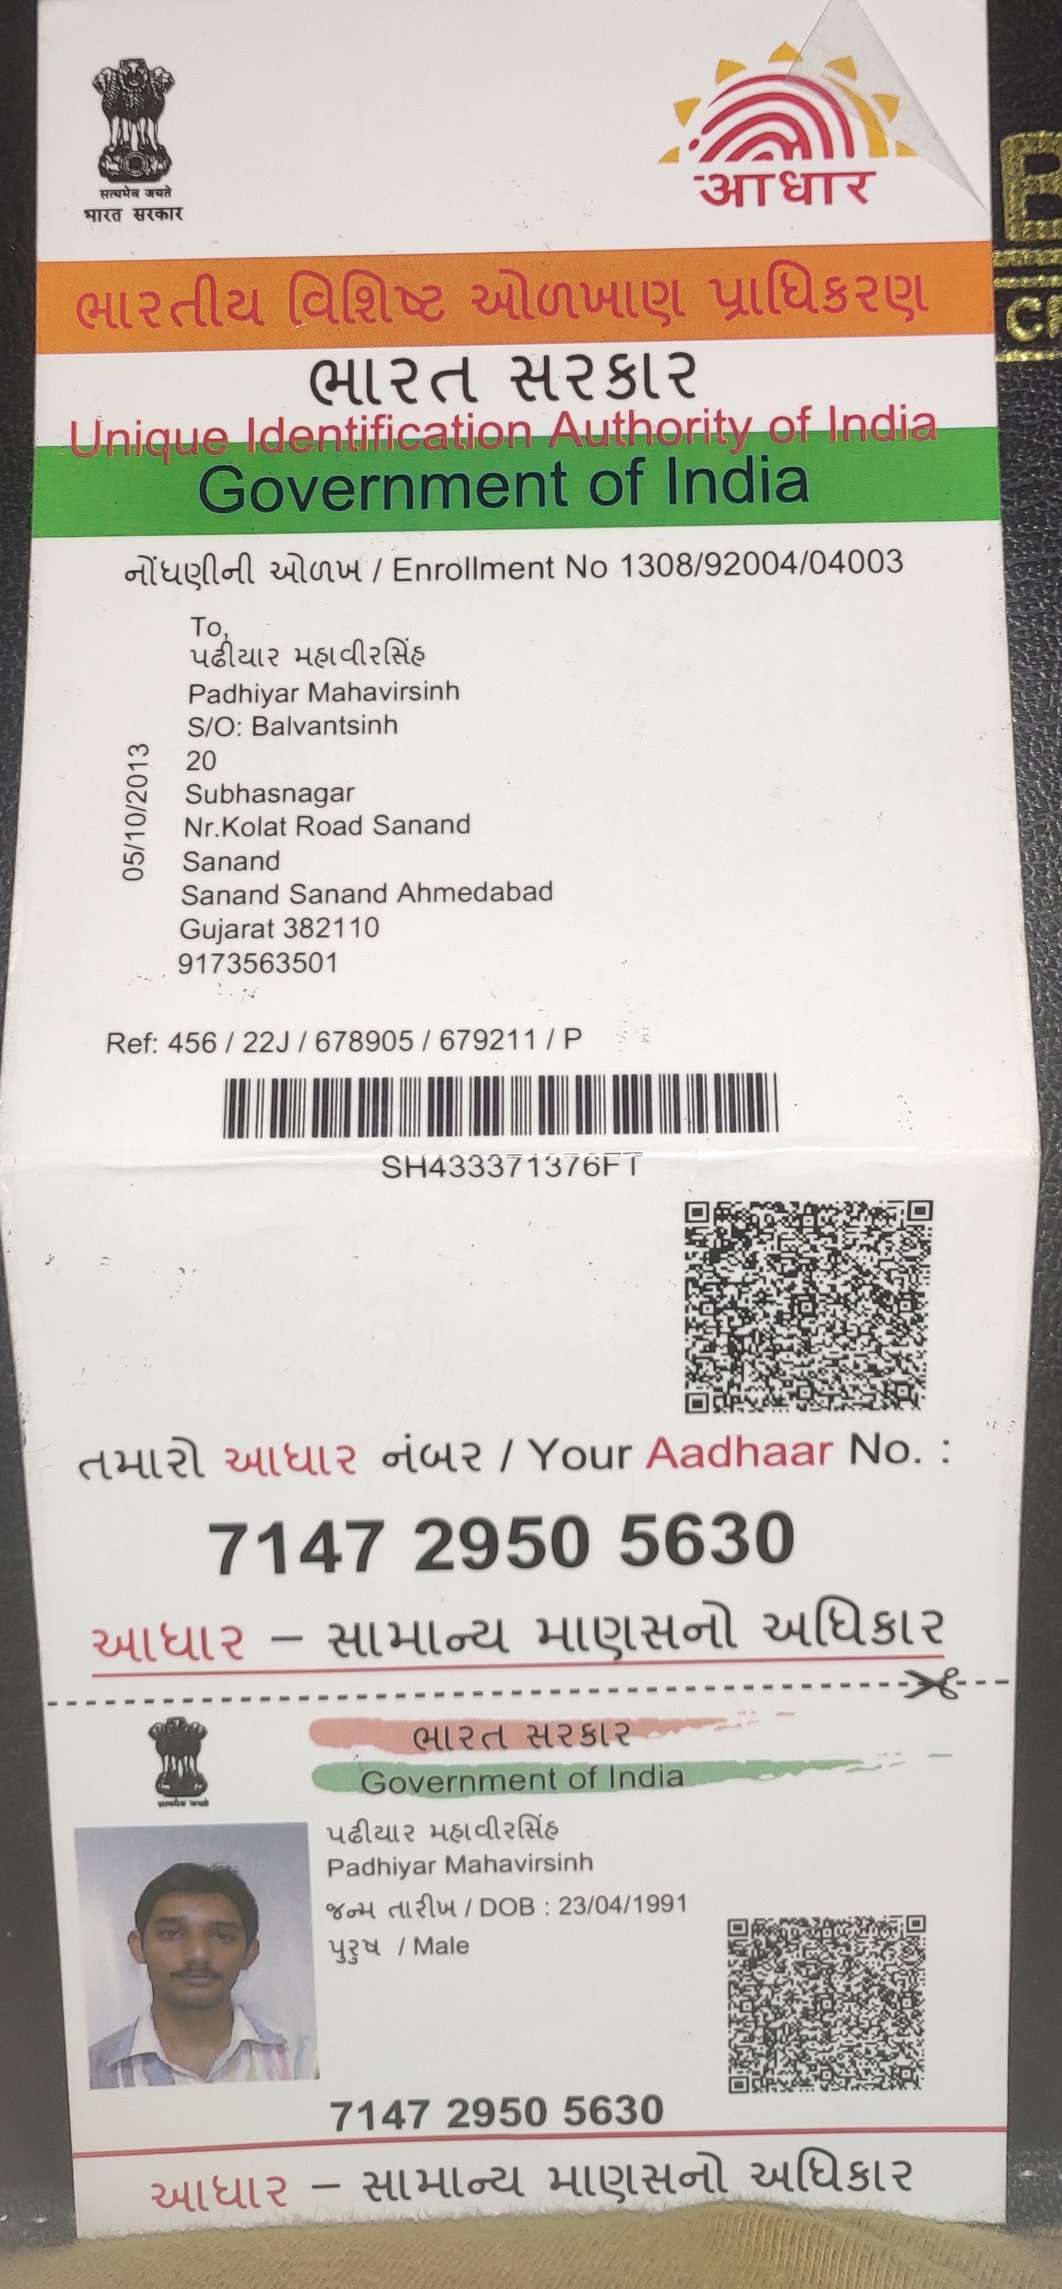 सत्यमेव जयते
भारत सरकार
आधार
ભારતીય વિશિષ્ટ ઓળખાણ પ્રાધિકરણ
ભારત સરકાર
Unique Identification Authority of India
Government of India
નોંધણીની ઓળખ / Enrollment No 1308/92004/04003
To,
પઢીયાર મહાવીરસિંહ
Padhiyar Mahavirsinh
S/O: Balvantsinh
20
Subhasnagar
Nr.Kolat Road Sanand
Sanand
Sanand Sanand Ahmedabad
Gujarat 382110
9173563501
05/10/2013
Ref: 456 / 22J / 678905 / 679211 / P
SH433371376FT
તમારો આધાર નંબર / Your Aadhaar No. :
7147 2950 5630
આધાર – સામાન્ય માણસનો અધિકાર
ભારત સરકાર
Government of India
सत्यमेव जयते
પઢીયાર મહાવીરસિંહ
Padhiyar Mahavirsinh
જન્મ તારીખ / DOB : 23/04/1991
પુરુષ / Male
7147 2950 5630
આધાર – સામાન્ય માણસનો અધિકાર